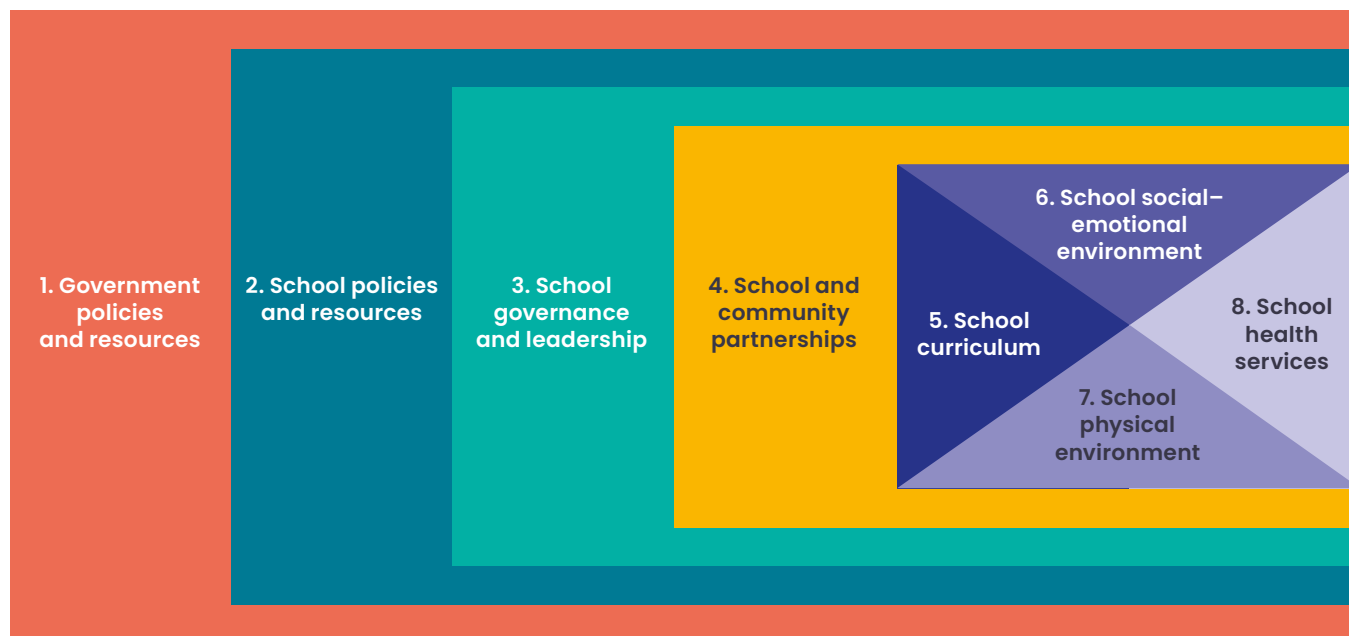 1. Government
policies
and resources
2. School policies
and resources
3. School
governance
and leadership
4. School and
community
partnerships
5. School
curriculum
6. School social–
emotional
environment
7. School
physical
environment
8. School
health
services